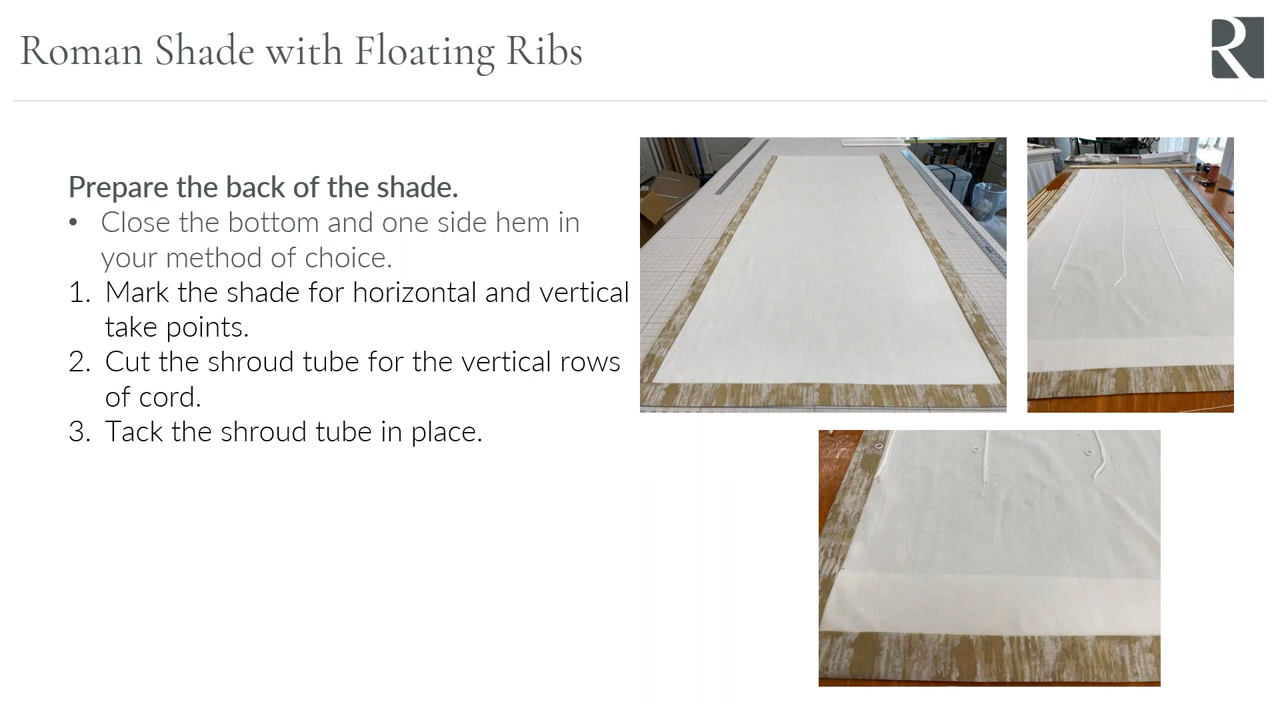 Roman Shade with Floating Ribs
R
Prepare the back of the shade.
• Close the bottom and one side hem in
your method of choice.
1. Mark the shade for horizontal and vertical
take points.
2. Cut the shroud tube for the vertical rows
of cord.
3. Tack the shroud tube in place.